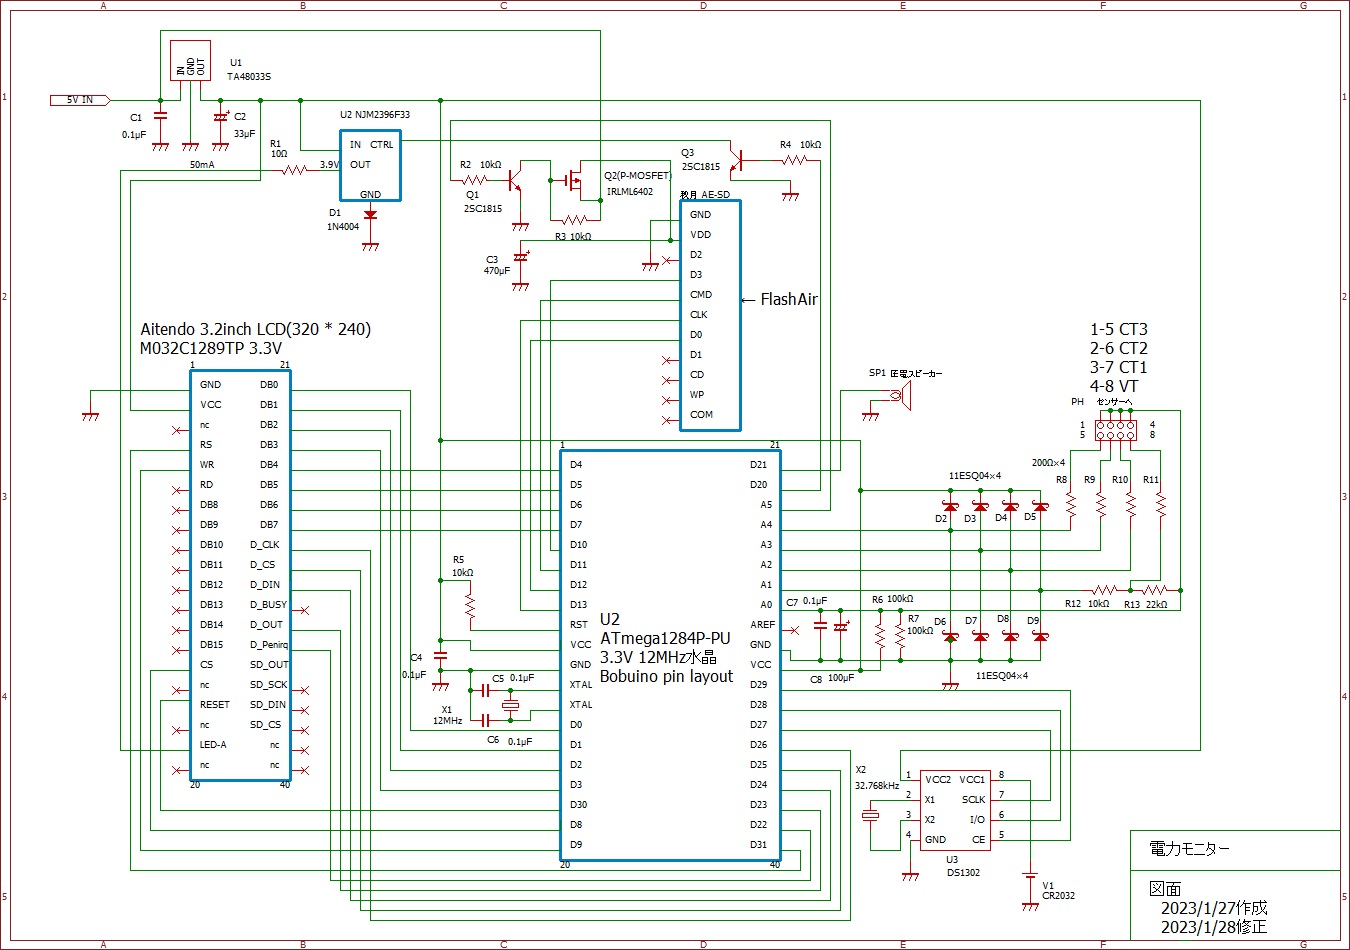 A B C D E F G
1 1
2 2
3 3
4 4
5 5
5V IN
IN
GND
OUT
U1
TA48033S
C1
0.1μF
C2
33μF
R1
10Ω
50mA
3.9V
U2 NJM2396F33
IN CTRL
OUT
GND
D1
1N4004
R2 10kΩ
Q1
2SC1815
Q2(P-MOSFET)
IRLML6402
R3 10kΩ
C3
470μF
Q3
2SC1815
R4 10kΩ
秋月 AE-SD
GND
VDD
D2
D3
CMD
CLK
D0
D1
CD
WP
COM
← FlashAir
Aitendo 3.2inch LCD(320 * 240)
M032C1289TP 3.3V
1 21
GND DB0
VCC DB1
nc DB2
RS DB3
WR DB4
RD DB5
DB8 DB6
DB9 DB7
DB10 D_CLK
DB11 D_CS
DB12 D_DIN
DB13 D_BUSY
DB14 D_OUT
DB15 D_Penirq
CS SD_OUT
nc SD_SCK
RESET SD_DIN
nc SD_CS
LED-A nc
nc nc
20 40
R5
10kΩ
C4
0.1μF
C5 0.1μF
X1
12MHz
C6 0.1μF
1 21
D4 D21
D5 D20
D6 A5
D7 A4
D10 A3
D11 A2
D12 A1
D13 A0
RST AREF
VCC GND
GND VCC
XTAL D29
XTAL D28
D0 D27
D1 D26
D2 D25
D3 D24
D30 D23
D8 D22
D9 D31
20 40
U2
ATmega1284P-PU
3.3V 12MHz水晶
Bobuino pin layout
SP1 圧電スピーカー
1-5 CT3
2-6 CT2
3-7 CT1
4-8 VT
PH センサーへ
1 4
5 8
200Ω×4
R8 R9 R10 R11
11ESQ04×4
D2 D3 D4 D5
R12 10kΩ R13 22kΩ
C7 0.1μF
R6 100kΩ
R7
100kΩ
D6 D7 D8 D9
C8 100μF
11ESQ04×4
X2
32.768kHz
1 VCC2 VCC1 8
2 X1 SCLK 7
3 X2 I/O 6
4 GND CE 5
U3
DS1302
V1
CR2032
電力モニター
図面
2023/1/27作成
2023/1/28修正
A B C D E F G